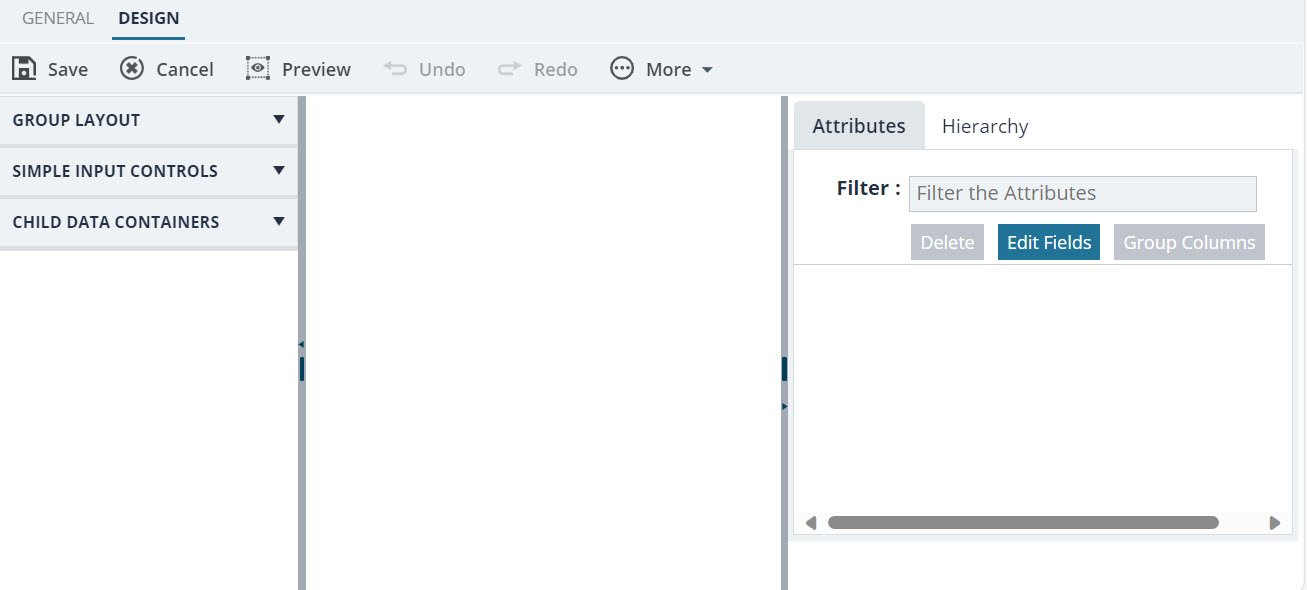 GENERAL DESIGN
Save Cancel Preview Undo Redo More
GROUP LAYOUT
SIMPLE INPUT CONTROLS
CHILD DATA CONTAINERS
Attributes Hierarchy
Filter : Filter the Attributes
Delete Edit Fields Group Columns